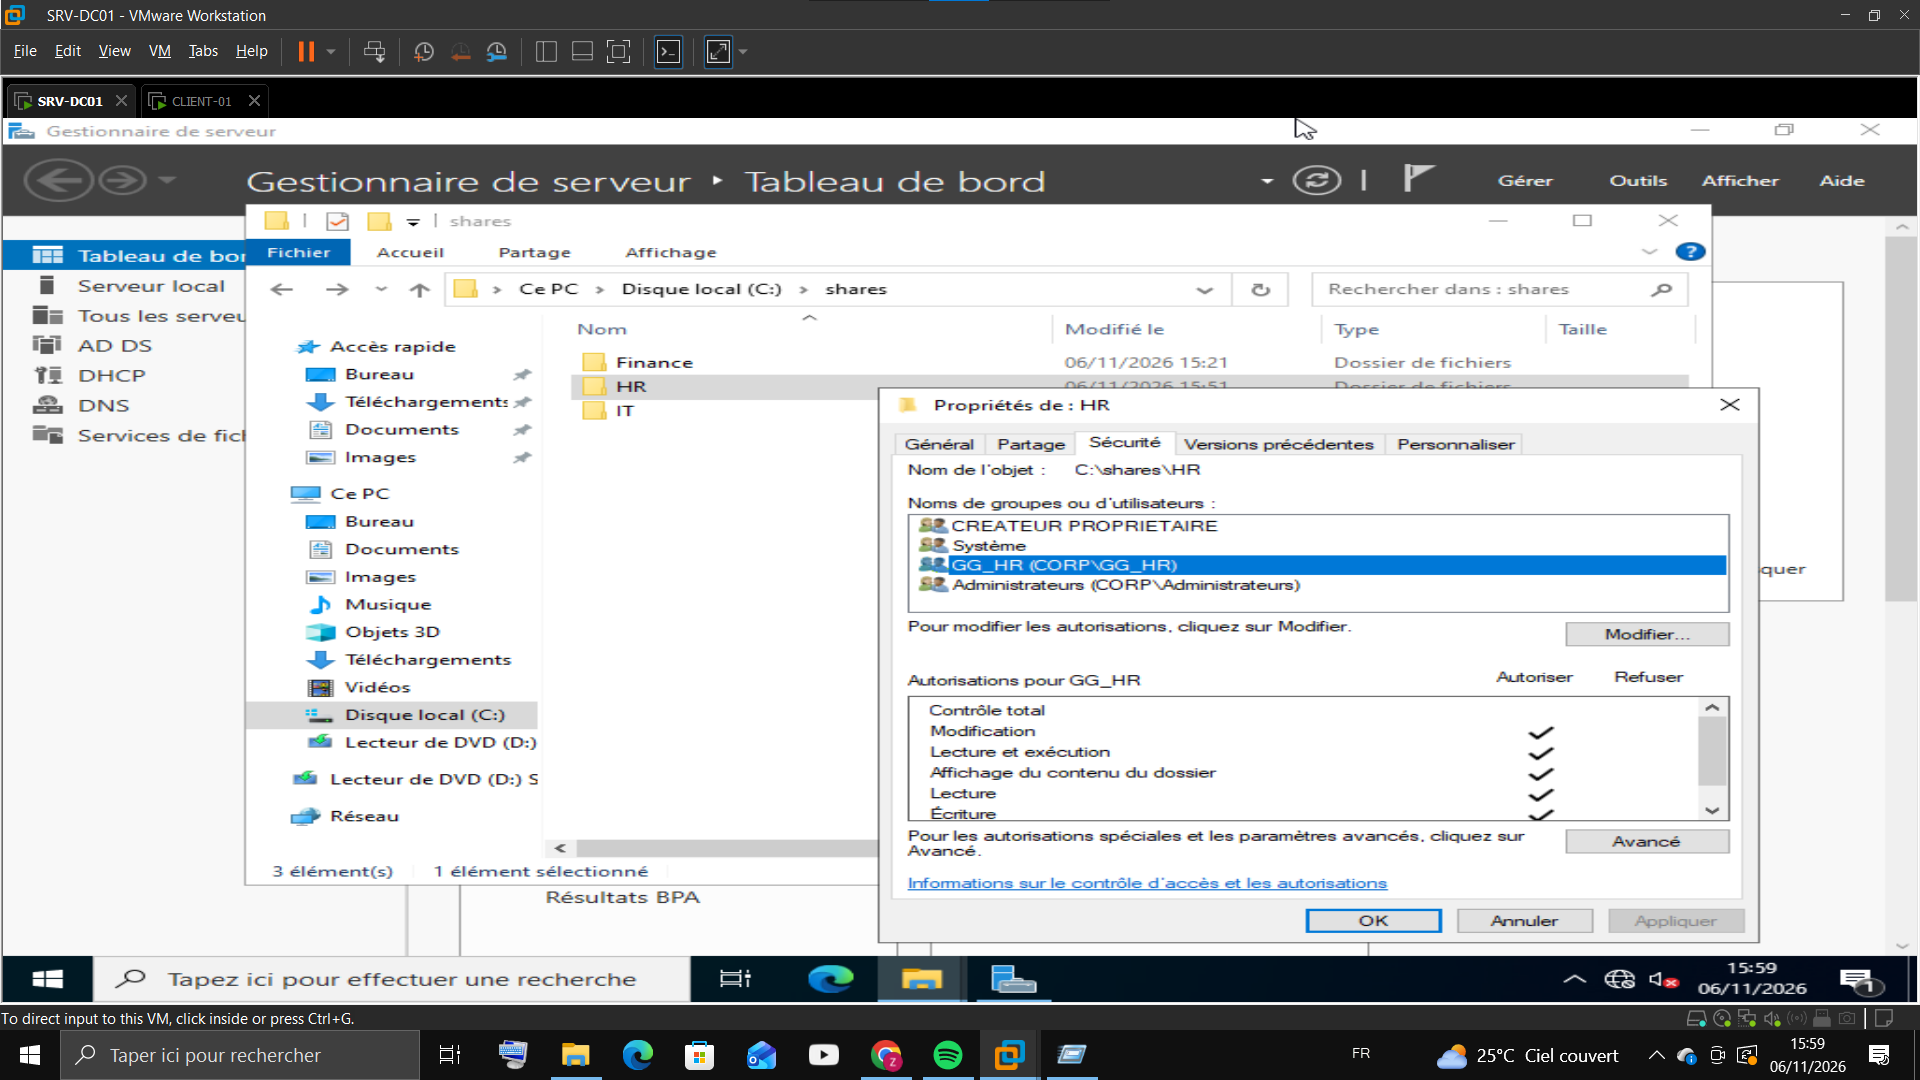 SRV-DC01 - VMware Workstation
File Edit View VM Tabs Help
SRV-DC01 CLIENT-01
Gestionnaire de serveur
Gestionnaire de serveur Tableau de bord Gérer Outils Afficher Aide
Tableau de bor
Serveur local
Tous les serveu
AD DS
DHCP
DNS
Services de fich
shares
Fichier Accueil Partage Affichage
Ce PC Disque local (C:) shares Rechercher dans : shares
Accès rapide
Bureau
Téléchargements
Documents
Images
Ce PC
Bureau
Documents
Images
Musique
Objets 3D
Téléchargements
Vidéos
Disque local (C:)
Lecteur de DVD (D:)
Lecteur de DVD (D:) S
Réseau
Nom Modifié le Type Taille
Finance 06/11/2026 15:21 Dossier de fichiers
HR 06/11/2026 15:51 Dossier de fichiers
IT
3 élément(s) 1 élément sélectionné
Résultats BPA
quer
Propriétés de : HR
Général Partage Sécurité Versions précédentes Personnaliser
Nom de l'objet : C:\shares\HR
Noms de groupes ou d'utilisateurs :
CREATEUR PROPRIETAIRE
Système
GG_HR (CORP\GG_HR)
Administrateurs (CORP\Administrateurs)
Pour modifier les autorisations, cliquez sur Modifier. Modifier...
Autorisations pour GG_HR Autoriser Refuser
Contrôle total
Modification
Lecture et exécution
Affichage du contenu du dossier
Lecture
Écriture
Pour les autorisations spéciales et les paramètres avancés, cliquez sur
Avancé.
Avancé
Informations sur le contrôle d'accès et les autorisations
OK Annuler Appliquer
Tapez ici pour effectuer une recherche
15:59
06/11/2026
1
To direct input to this VM, click inside or press Ctrl+G.
Taper ici pour rechercher
FR
25°C Ciel couvert
15:59
06/11/2026